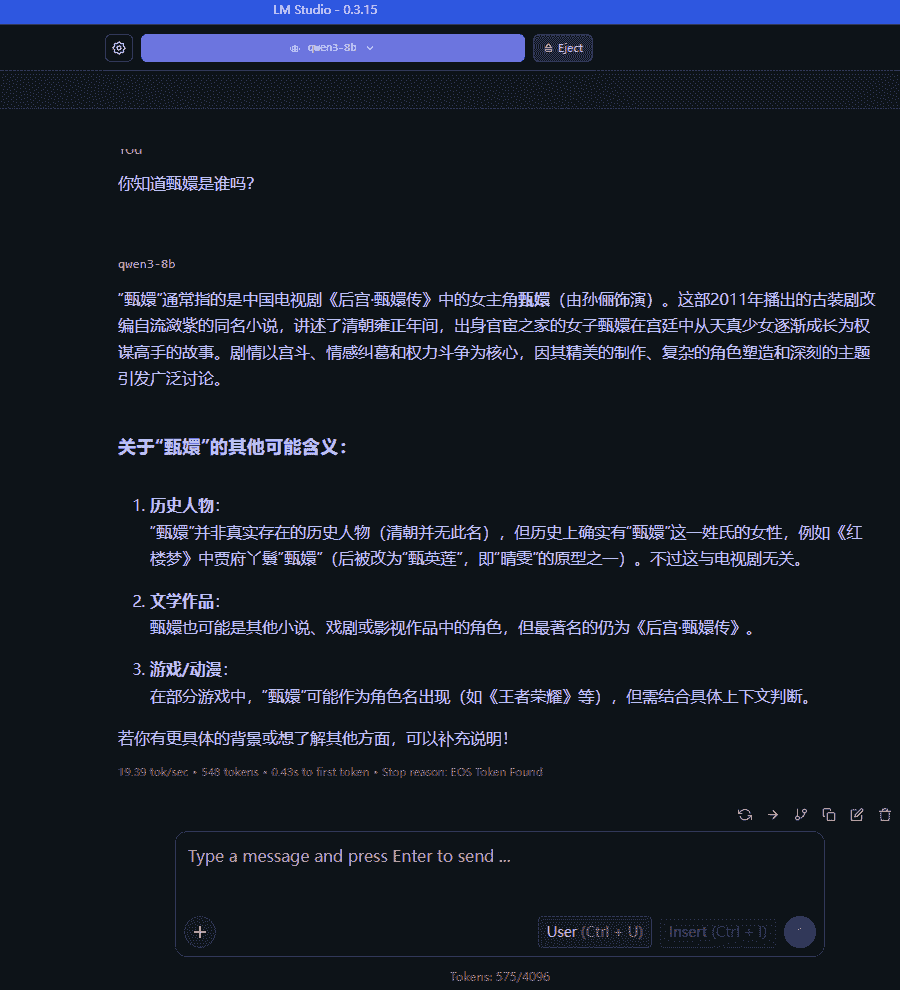 LM Studio - 0.3.15
qwen3-8b
Eject
You
你知道甄嬛是谁吗？
qwen3-8b
“甄嬛”通常指的是中国电视剧《后宫·甄嬛传》中的女主角甄嬛（由孙俪饰演）。这部2011年播出的古装剧改
编自流潋紫的同名小说，讲述了清朝雍正年间，出身官宦之家的女子甄嬛在宫廷中从天真少女逐渐成长为权
谋高手的故事。剧情以宫斗、情感纠葛和权力斗争为核心，因其精美的制作、复杂的角色塑造和深刻的主题
引发广泛讨论。
关于“甄嬛”的其他可能含义：
1. 历史人物：
“甄嬛”并非真实存在的历史人物（清朝并无此名），但历史上确实有“甄嬛”这一姓氏的女性，例如《红
楼梦》中贾府丫鬟“甄嬛”（后被改为“甄英莲”，即“晴雯”的原型之一）。不过这与电视剧无关。
2. 文学作品：
甄嬛也可能是其他小说、戏剧或影视作品中的角色，但最著名的仍为《后宫·甄嬛传》。
3. 游戏/动漫：
在部分游戏中，“甄嬛”可能作为角色名出现（如《王者荣耀》等），但需结合具体上下文判断。
若你有更具体的背景或想了解其他方面，可以补充说明！
19.39 tok/sec • 548 tokens • 0.43s to first token • Stop reason: EOS Token Found
Type a message and press Enter to send ...
User (Ctrl + U) Insert (Ctrl + I)
Tokens: 575/4096